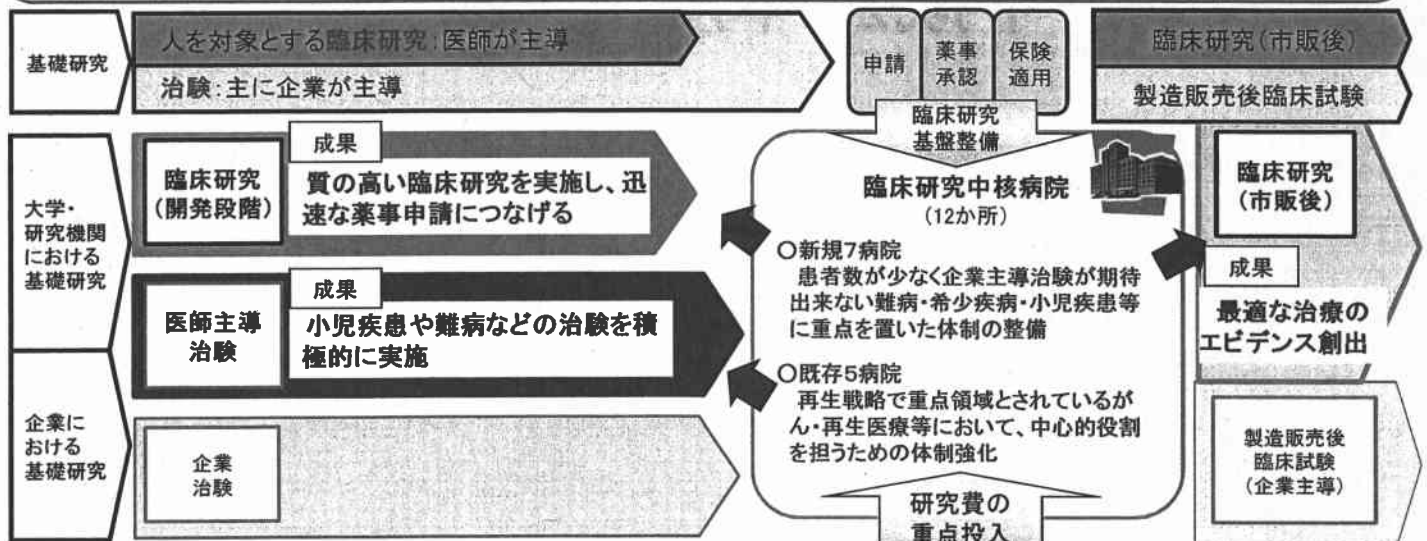 基礎研究
人を対象とする臨床研究:医師が主導
治験:主に企業が主導
申請
薬事
承認
保険
適用
臨床研究(市販後)
製造販売後臨床試験
大学・
研究機関
における
基礎研究
企業に
おける
基礎研究
臨床研究
(開発段階)
成果
質の高い臨床研究を実施し、迅
速な薬事申請につなげる
医師主導
治験
成果
小児疾患や難病などの治験を積
極的に実施
企業
治験
臨床研究
基盤整備
臨床研究中核病院
(12か所)
○新規7病院
患者数が少なく企業主導治験が期待
出来ない難病・希少疾病・小児疾患等
に重点を置いた体制の整備
○既存5病院
再生戦略で重点領域とされているが
ん・再生医療等において、中心的役割
を担うための体制強化
研究費の
重点投入
臨床研究
(市販後)
成果
最適な治療の
エビデンス創出
製造販売後
臨床試験
(企業主導)